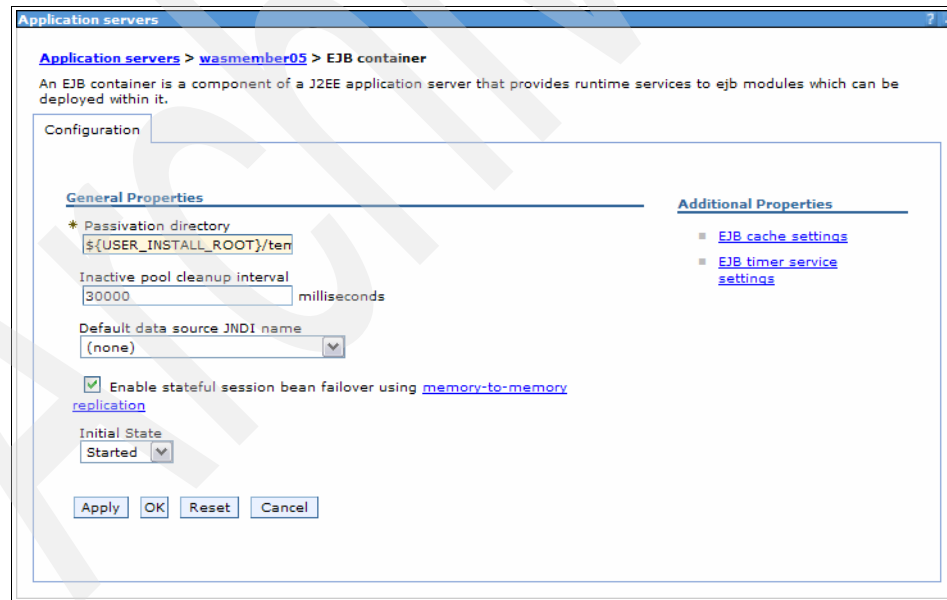 Application servers
?
Application servers > wasmember05 > EJB container
An EJB container is a component of a J2EE application server that provides runtime services to ejb modules which can be
deployed within it.
Configuration
General Properties
Additional Properties
* Passivation directory
${USER_INSTALL_ROOT}/tem
EJB cache settings
EJB timer service
settings
Inactive pool cleanup interval
30000 milliseconds
Default data source JNDI name
(none)
Enable stateful session bean failover using memory-to-memory
replication
Initial State
Started
Apply OK Reset Cancel